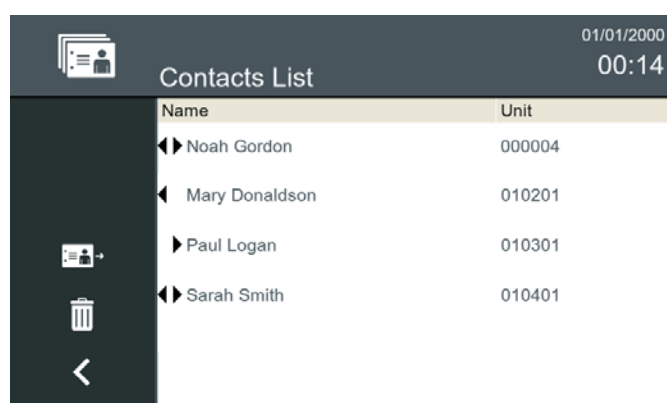 01/01/2000
00:14
Contacts List
Name Unit
Noah Gordon 000004
Mary Donaldson 010201
Paul Logan 010301
Sarah Smith 010401